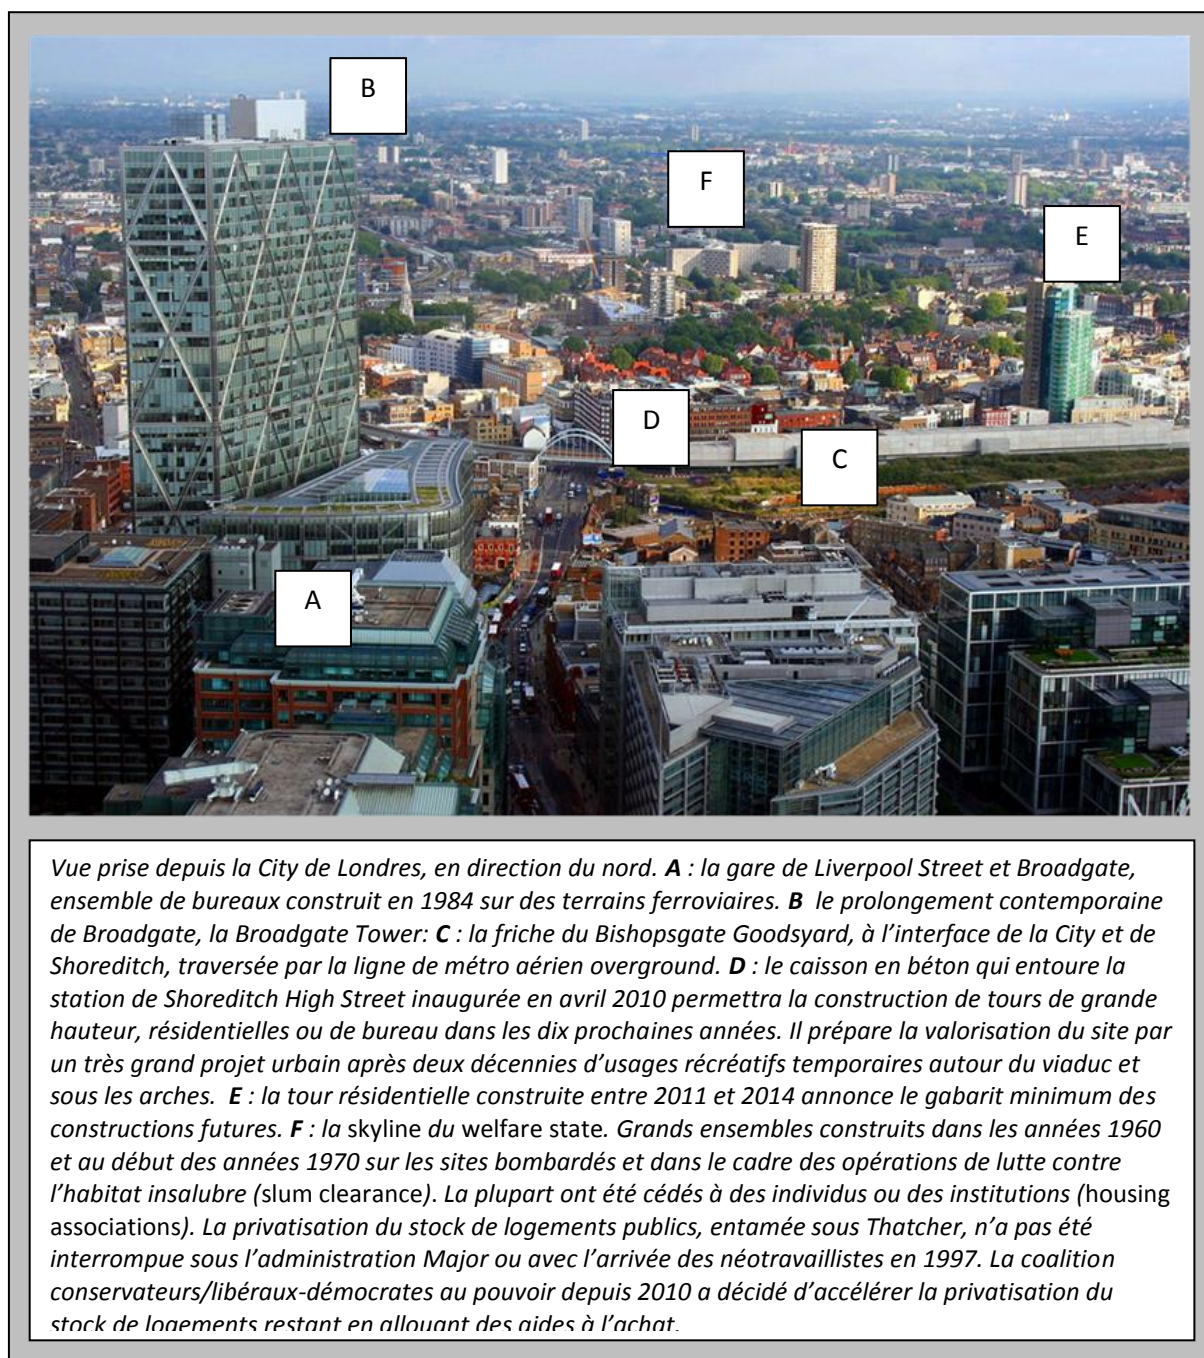 B
F
E
D
C
A
Vue prise depuis la City de Londres, en direction du nord. A : la gare de Liverpool Street et Broadgate,
ensemble de bureaux construit en 1984 sur des terrains ferroviaires. B le prolongement contemporaine
de Broadgate, la Broadgate Tower: C : la friche du Bishopsgate Goodsyard, à l’interface de la City et de
Shoreditch, traversée par la ligne de métro aérien overground. D : le caisson en béton qui entoure la
station de Shoreditch High Street inaugurée en avril 2010 permettra la construction de tours de grande
hauteur, résidentielles ou de bureau dans les dix prochaines années. Il prépare la valorisation du site par
un très grand projet urbain après deux décennies d’usages récréatifs temporaires autour du viaduc et
sous les arches. E : la tour résidentielle construite entre 2011 et 2014 annonce le gabarit minimum des
constructions futures. F : la skyline du welfare state. Grands ensembles construits dans les années 1960
et au début des années 1970 sur les sites bombardés et dans le cadre des opérations de lutte contre
l’habitat insalubre (slum clearance). La plupart ont été cédés à des individus ou des institutions (housing
associations). La privatisation du stock de logements publics, entamée sous Thatcher, n’a pas été
interrompue sous l’administration Major ou avec l’arrivée des néotravaillistes en 1997. La coalition
conservateurs/libéraux-démocrates au pouvoir depuis 2010 a décidé d’accélérer la privatisation du
stock de logements restant en allouant des aides à l’achat.